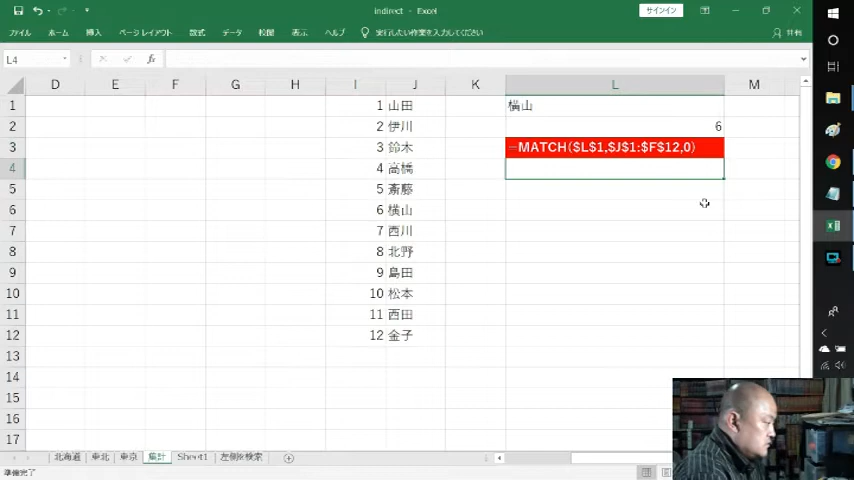 indirect - Excel
サインイン
ファイル ホーム 挿入 ページ レイアウト 数式 データ 校閲 表示 ヘルプ 実行したい作業を入力してください 共有
L4 fx
D E F G H I J K L M
1 1 山田 横山
2 2 伊川 6
3 3 鈴木 =MATCH($L$1,$J$1:$F$12,0)
4 4 高橋
5 5 斎藤
6 6 横山
7 7 西川
8 8 北野
9 9 島田
10 10 松本
11 11 西田
12 12 金子
13
14
15
16
17
北海道 東北 東京 集計 Sheet1 左側を検索
準備完了